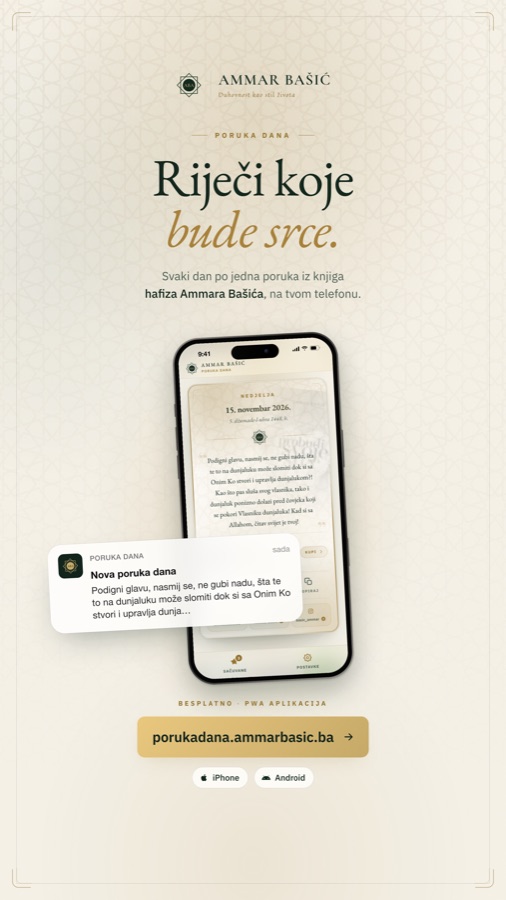 AMMAR BAŠIĆ
Duhovnost kao stil života
PORUKA DANA
Riječi koje
bude srce.
Svaki dan po jedna poruka iz knjiga
hafiza Ammara Bašića, na tvom telefonu.
9:41
AMMAR BAŠIĆ
PORUKA DANA
NEDJELJA
15. novembar 2026.
Podigni glavu, nasmij se, ne gubi nadu, šta
te to na dunjaluku može slomiti dok si sa
Onim Ko stvori i upravlja dunjalukom?!
Kao što pas sluša svog vlasnika, tako i
dunjaluk ponizno dolazi pred čovjeka koji
se pokori Vlasniku dunjaluka! Kad si sa
Allahom, čitav svijet je tvoj!
KUPI
PORUKA DANA
sada
Nova poruka dana
Podigni glavu, nasmij se, ne gubi nadu, šta te
to na dunjaluku može slomiti dok si sa Onim Ko
stvori i upravlja dunja...
SAČUVANE
POSTAVKE
BESPLATNO · PWA APLIKACIJA
porukadana.ammarbasic.ba →
iPhone
Android